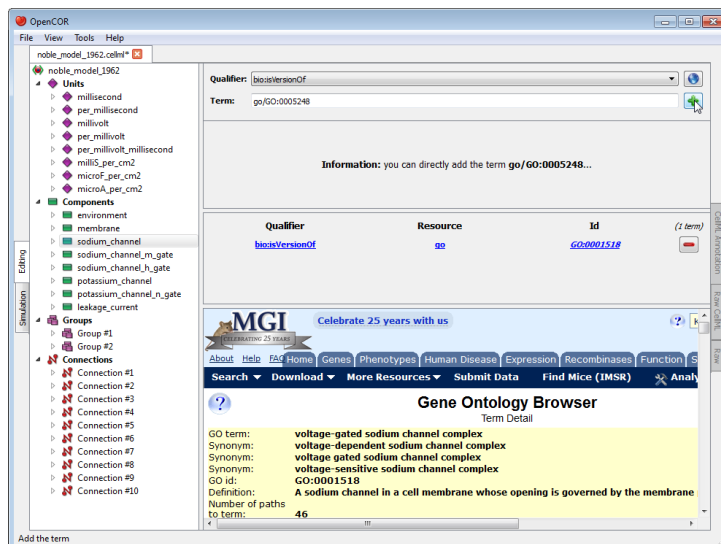 OpenCOR
File View Tools Help
noble_model_1962.cellml*
noble_model_1962
Units
millisecond
per_millisecond
millivolt
per_millivolt
per_millivolt_millisecond
milliS_per_cm2
microF_per_cm2
microA_per_cm2
Components
environment
membrane
sodium_channel
sodium_channel_m_gate
sodium_channel_h_gate
potassium_channel
potassium_channel_n_gate
leakage_current
Groups
Group #1
Group #2
Connections
Connection #1
Connection #2
Connection #3
Connection #4
Connection #5
Connection #6
Connection #7
Connection #8
Connection #9
Connection #10
Editing
Simulation
Qualifier: bio:isVersionOf
Term: go/GO:0005248
Information: you can directly add the term go/GO:0005248...
Qualifier Resource Id (1 term)
bio:isVersionOf go GO:0001518
MGI
CELEBRATING 25 YEARS
Celebrate 25 years with us
? K
About Help FAQ
Home Genes Phenotypes Human Disease Expression Recombinases Function S
Search Download More Resources Submit Data Find Mice (IMSR) Analy
?
Gene Ontology Browser
Term Detail
GO term: voltage-gated sodium channel complex
Synonym: voltage-dependent sodium channel complex
Synonym: voltage gated sodium channel complex
Synonym: voltage-sensitive sodium channel complex
GO id: GO:0001518
Definition: A sodium channel in a cell membrane whose opening is governed by the membrane
Number of paths
to term: 46
CellML Annotation
Raw CellML
Raw
Add the term